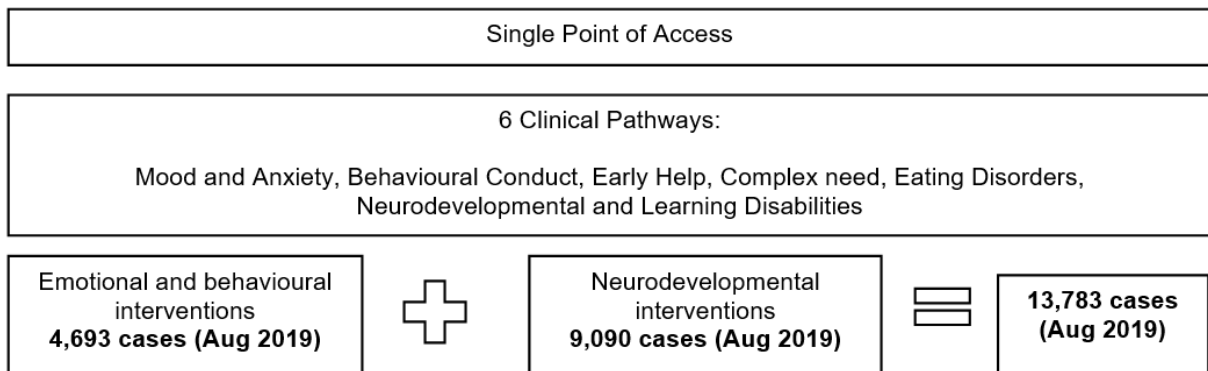 Single Point of Access
6 Clinical Pathways:
Mood and Anxiety, Behavioural Conduct, Early Help, Complex need, Eating Disorders,
Neurodevelopmental and Learning Disabilities
Emotional and behavioural
interventions
4,693 cases (Aug 2019)
Neurodevelopmental
interventions
9,090 cases (Aug 2019)
13,783 cases
(Aug 2019)